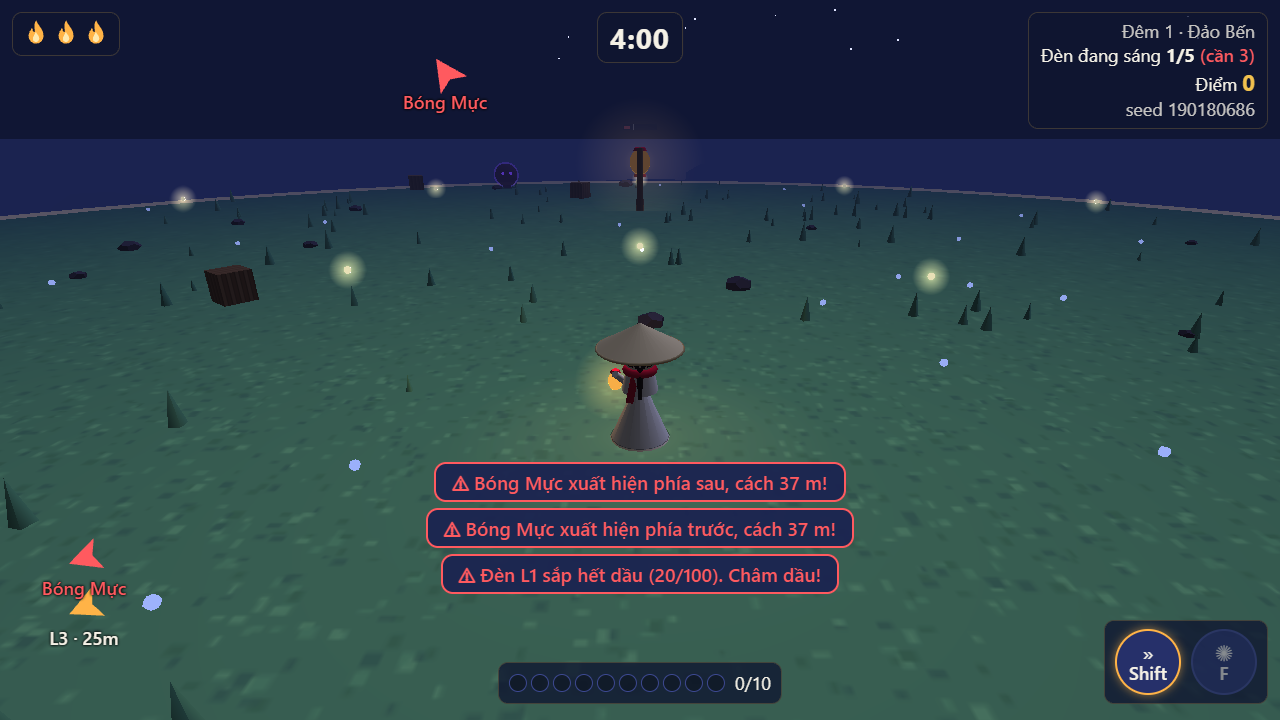 4:00
Đêm 1 · Đảo Bến
Đèn đang sáng 1/5 (cần 3)
Điểm 0
seed 190180686
Bóng Mực
⚠ Bóng Mực xuất hiện phía sau, cách 37 m!
⚠ Bóng Mực xuất hiện phía trước, cách 37 m!
⚠ Đèn L1 sắp hết dầu (20/100). Châm dầu!
Bóng Mực
L3 · 25m
0/10
» Shift
F